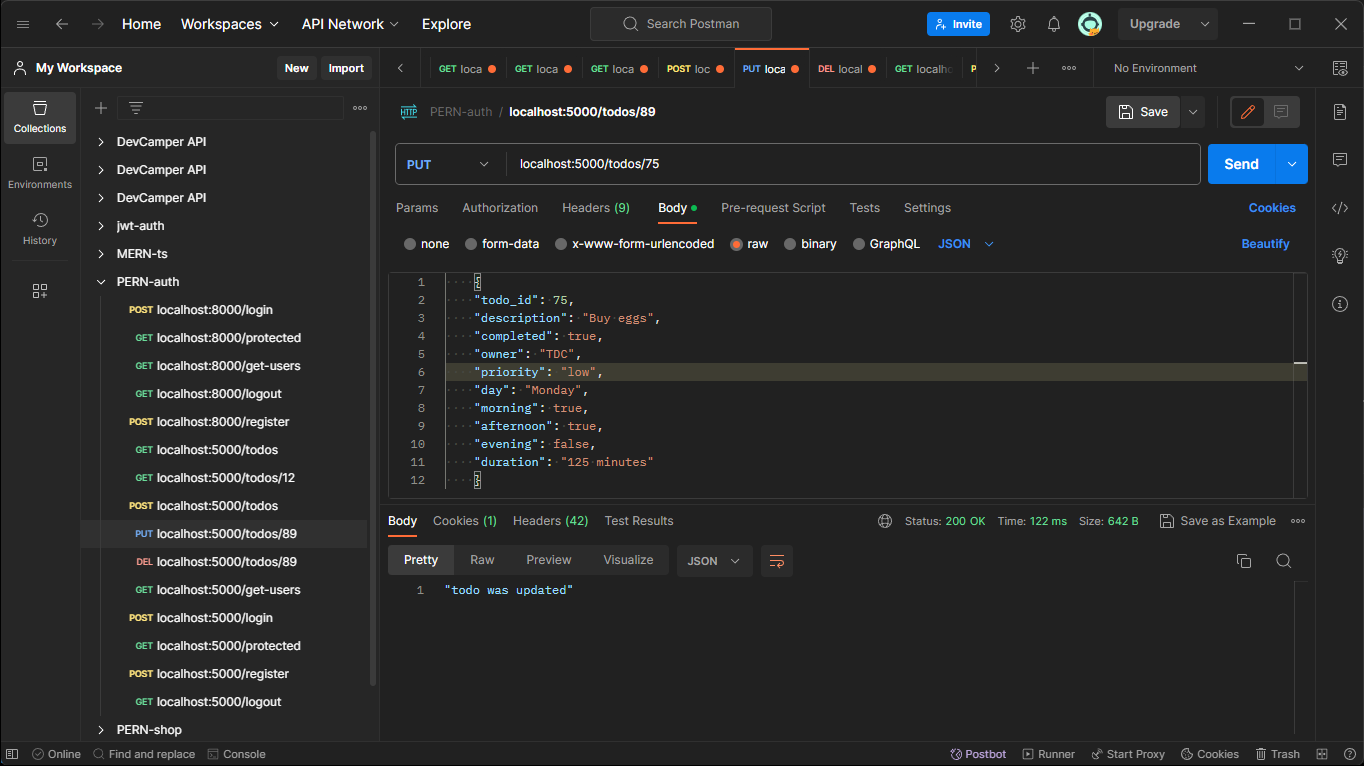 Home Workspaces API Network Explore Search Postman Invite Upgrade
My Workspace New Import GET loca GET loca GET loca POST loc PUT loca DEL local GET localh P No Environment
Collections
Environments
History
DevCamper API
DevCamper API
DevCamper API
jwt-auth
MERN-ts
PERN-auth
POST localhost:8000/login
GET localhost:8000/protected
GET localhost:8000/get-users
GET localhost:8000/logout
POST localhost:8000/register
GET localhost:5000/todos
GET localhost:5000/todos/12
POST localhost:5000/todos
PUT localhost:5000/todos/89
DEL localhost:5000/todos/89
GET localhost:5000/get-users
POST localhost:5000/login
GET localhost:5000/protected
POST localhost:5000/register
GET localhost:5000/logout
PERN-shop
HTTP PERN-auth / localhost:5000/todos/89 Save
PUT localhost:5000/todos/75 Send
Params Authorization Headers (9) Body Pre-request Script Tests Settings Cookies
none form-data x-www-form-urlencoded raw binary GraphQL JSON Beautify
1 {
2 "todo_id": 75,
3 "description": "Buy eggs",
4 "completed": true,
5 "owner": "TDC",
6 "priority": "low",
7 "day": "Monday",
8 "morning": true,
9 "afternoon": true,
10 "evening": false,
11 "duration": "125 minutes"
12 }
Body Cookies (1) Headers (42) Test Results Status: 200 OK Time: 122 ms Size: 642 B Save as Example
Pretty Raw Preview Visualize JSON
1 "todo was updated"
Online Find and replace Console Postbot Runner Start Proxy Cookies Trash